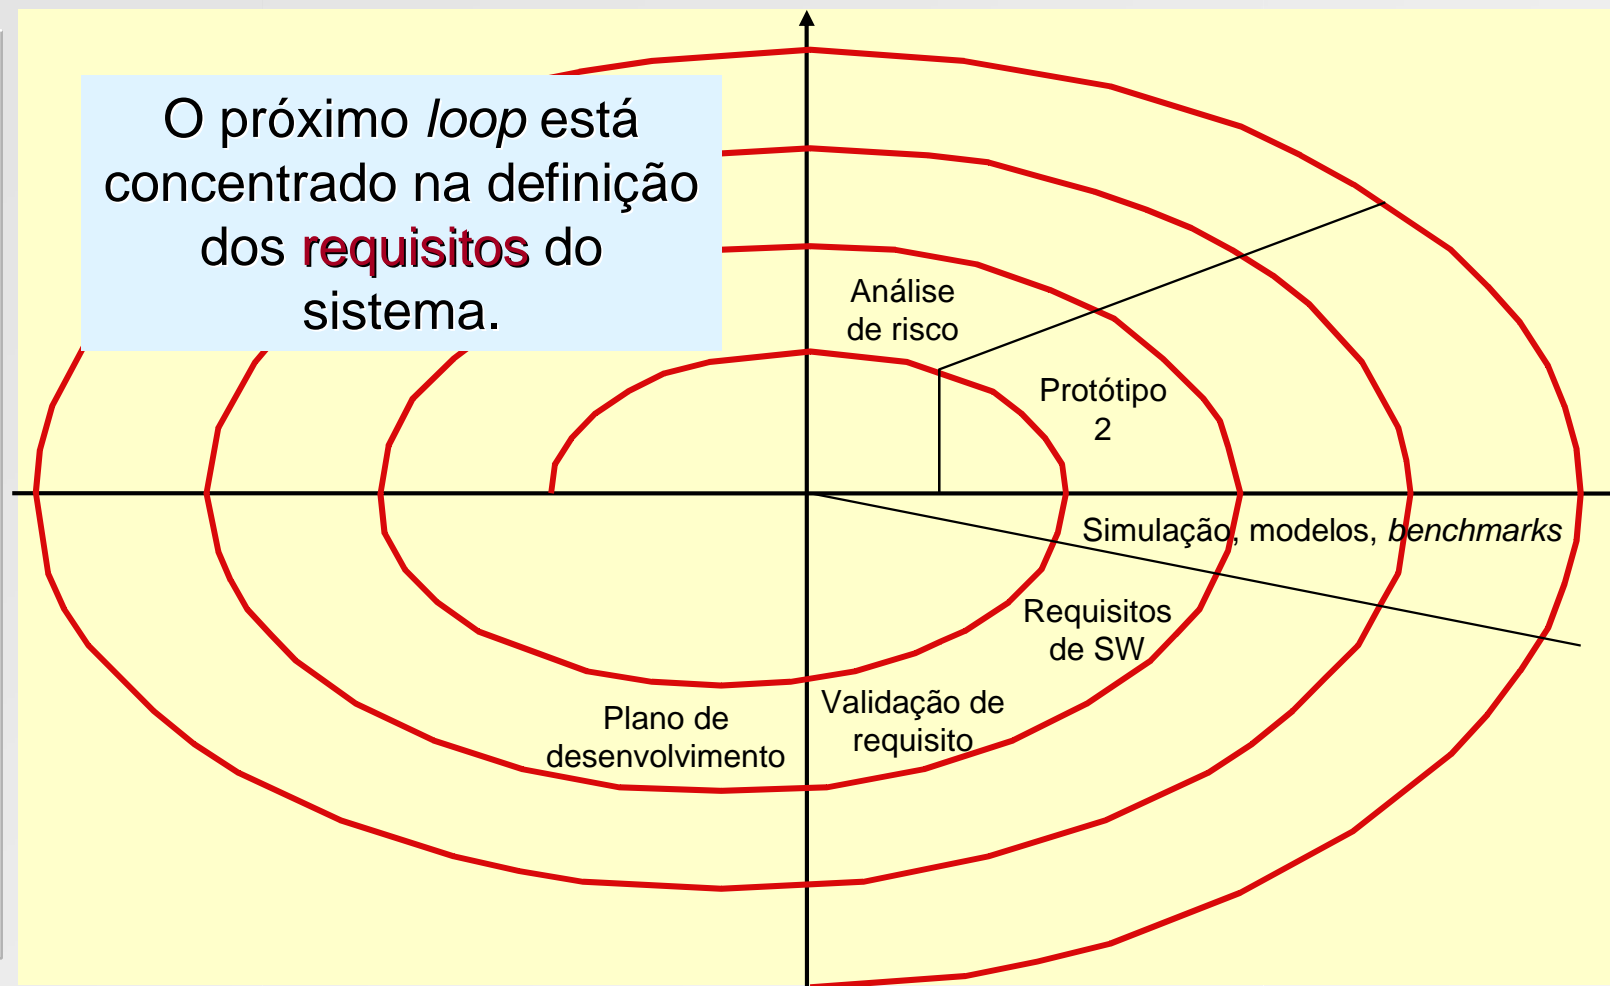 O próximo loop está
concentrado na definição
dos requisitos do
sistema.
Análise
de risco
Protótipo
2
Simulação, modelos, benchmarks
Requisitos
de SW
Validação de
requisito
Plano de
desenvolvimento